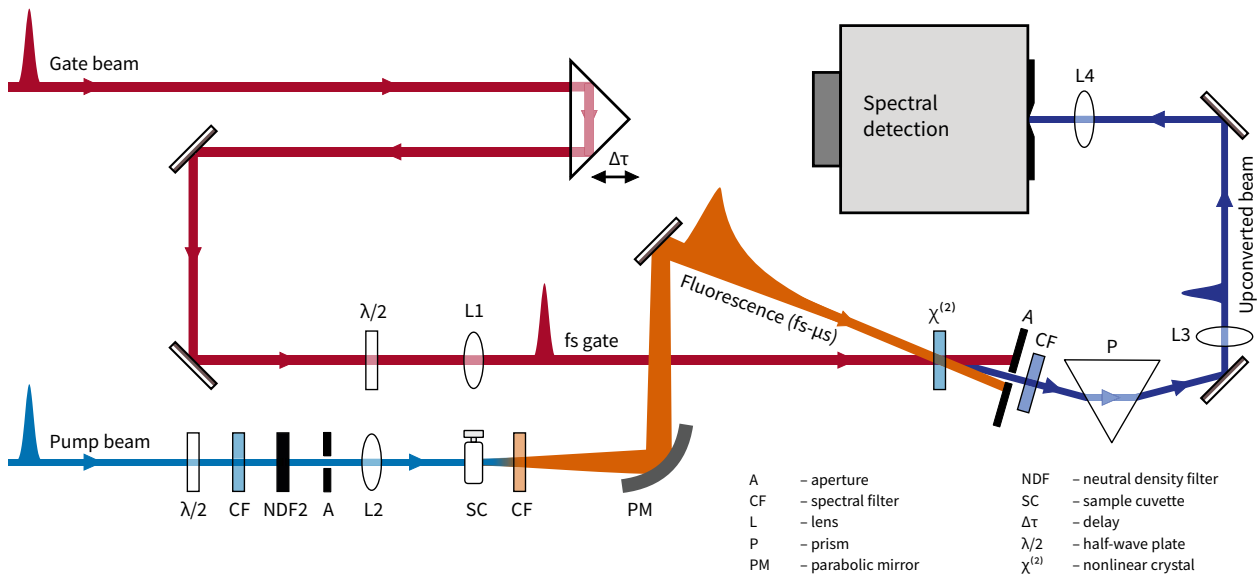 Gate beam
Δτ
Spectral
detection
L4
Upconverted beam
λ/2
L1
fs gate
Fluorescence (fs-μs)
χ⁽²⁾
A
CF
P
L3
Pump beam
λ/2
CF
NDF2
A
L2
SC
CF
PM
A – aperture
CF – spectral filter
L – lens
P – prism
PM – parabolic mirror
NDF – neutral density filter
SC – sample cuvette
Δτ – delay
λ/2 – half-wave plate
χ⁽²⁾ – nonlinear crystal